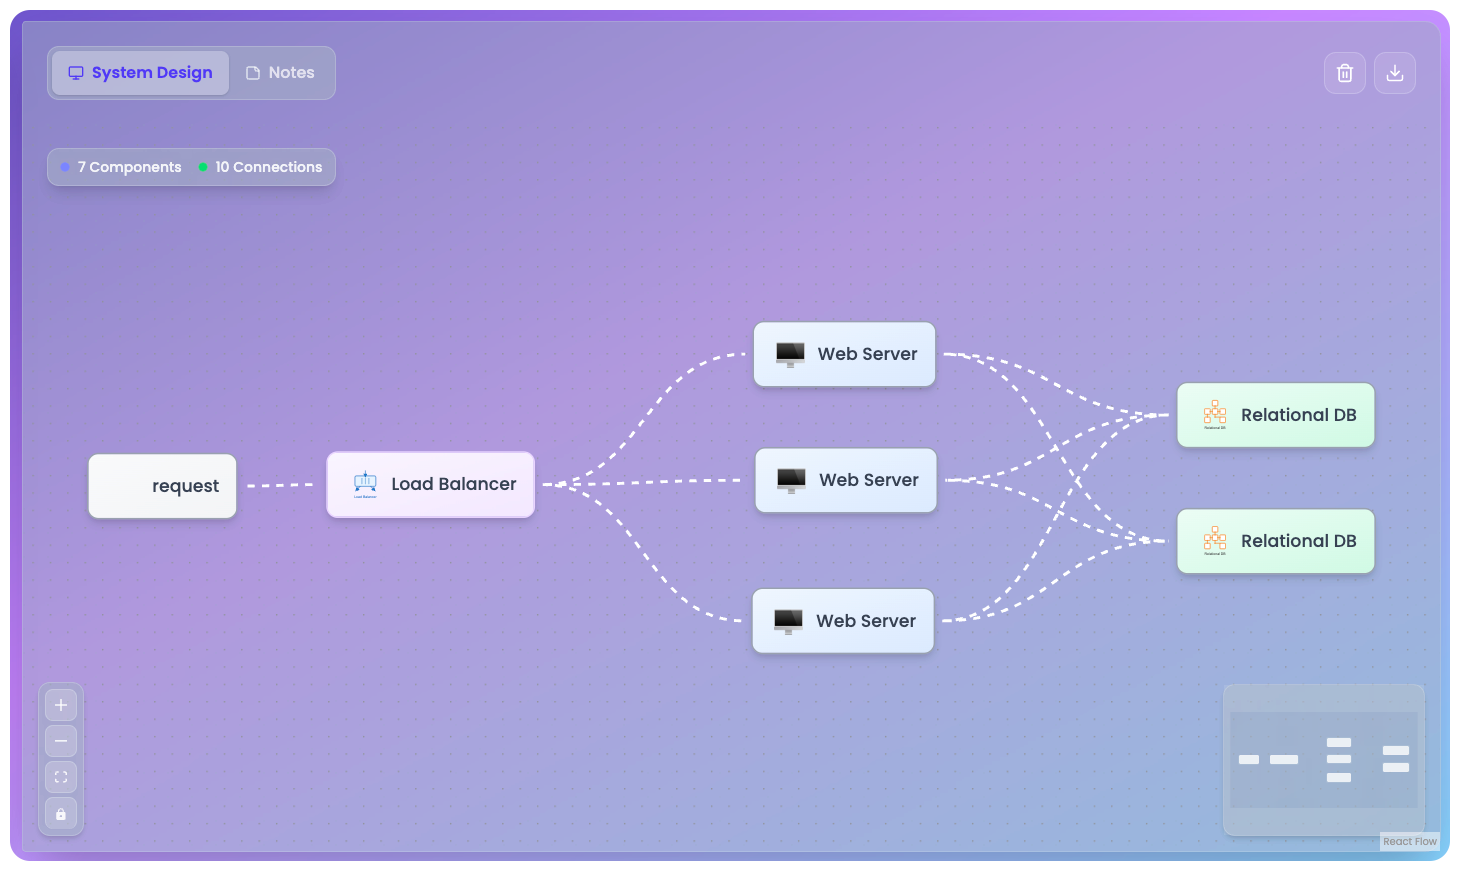 System Design
Notes
7 Components
10 Connections
Web Server
Relational DB
request
Load Balancer
Web Server
Relational DB
Web Server
React Flow